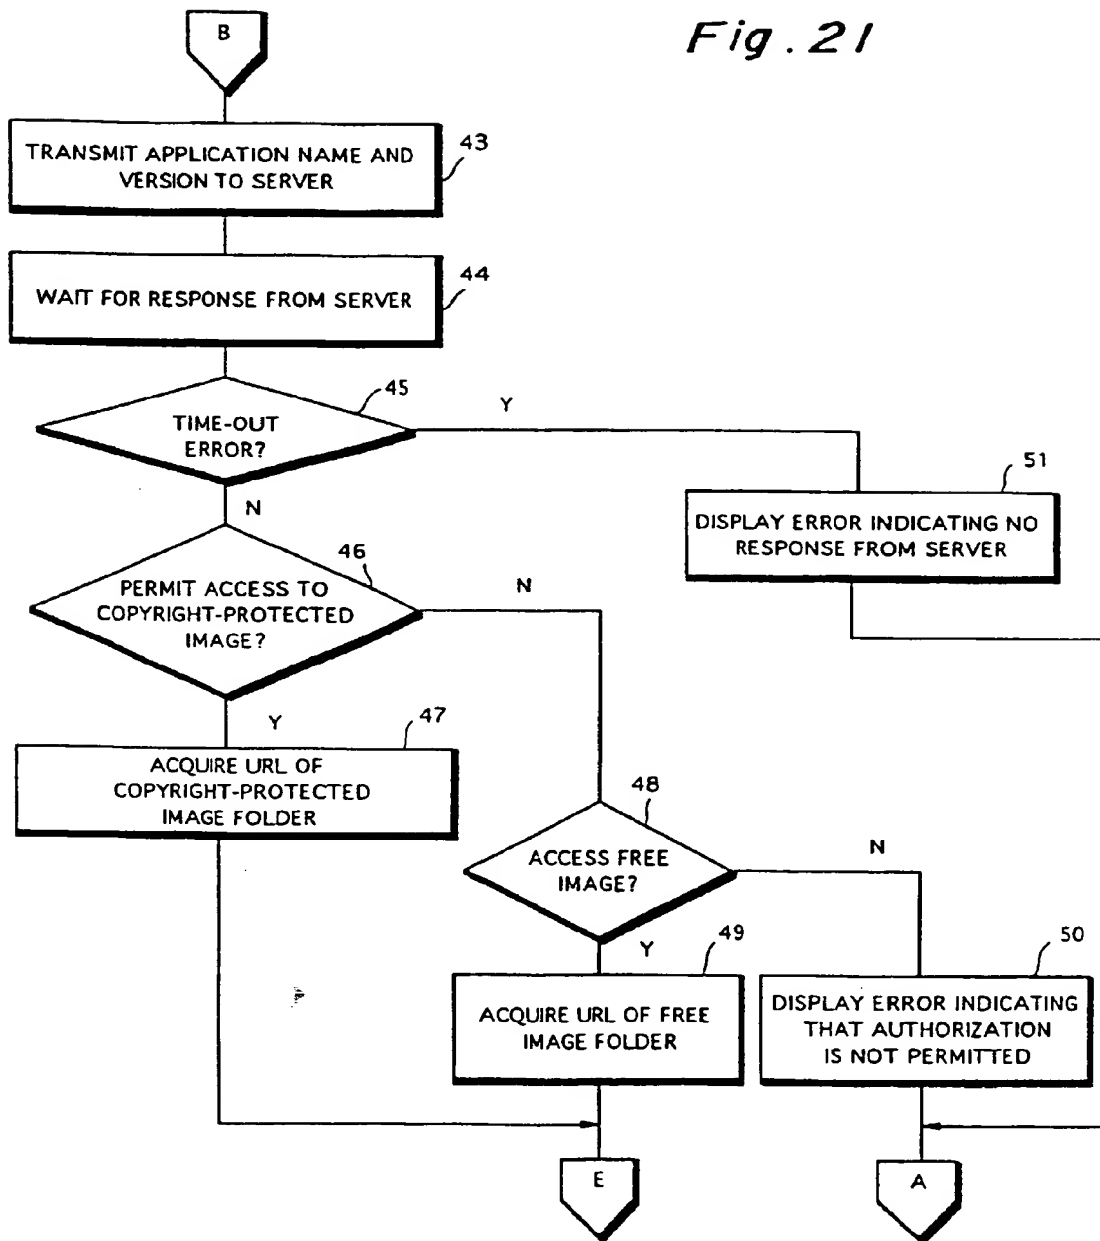 Fig. 21
B
43
TRANSMIT APPLICATION NAME AND
VERSION TO SERVER
44
WAIT FOR RESPONSE FROM SERVER
45
TIME-OUT
ERROR?
Y
N
51
DISPLAY ERROR INDICATING NO
RESPONSE FROM SERVER
46
PERMIT ACCESS TO
COPYRIGHT-PROTECTED
IMAGE?
N
Y
47
ACQUIRE URL OF
COPYRIGHT-PROTECTED
IMAGE FOLDER
48
ACCESS FREE
IMAGE?
N
Y
49
ACQUIRE URL OF FREE
IMAGE FOLDER
50
DISPLAY ERROR INDICATING
THAT AUTHORIZATION
IS NOT PERMITTED
E
A